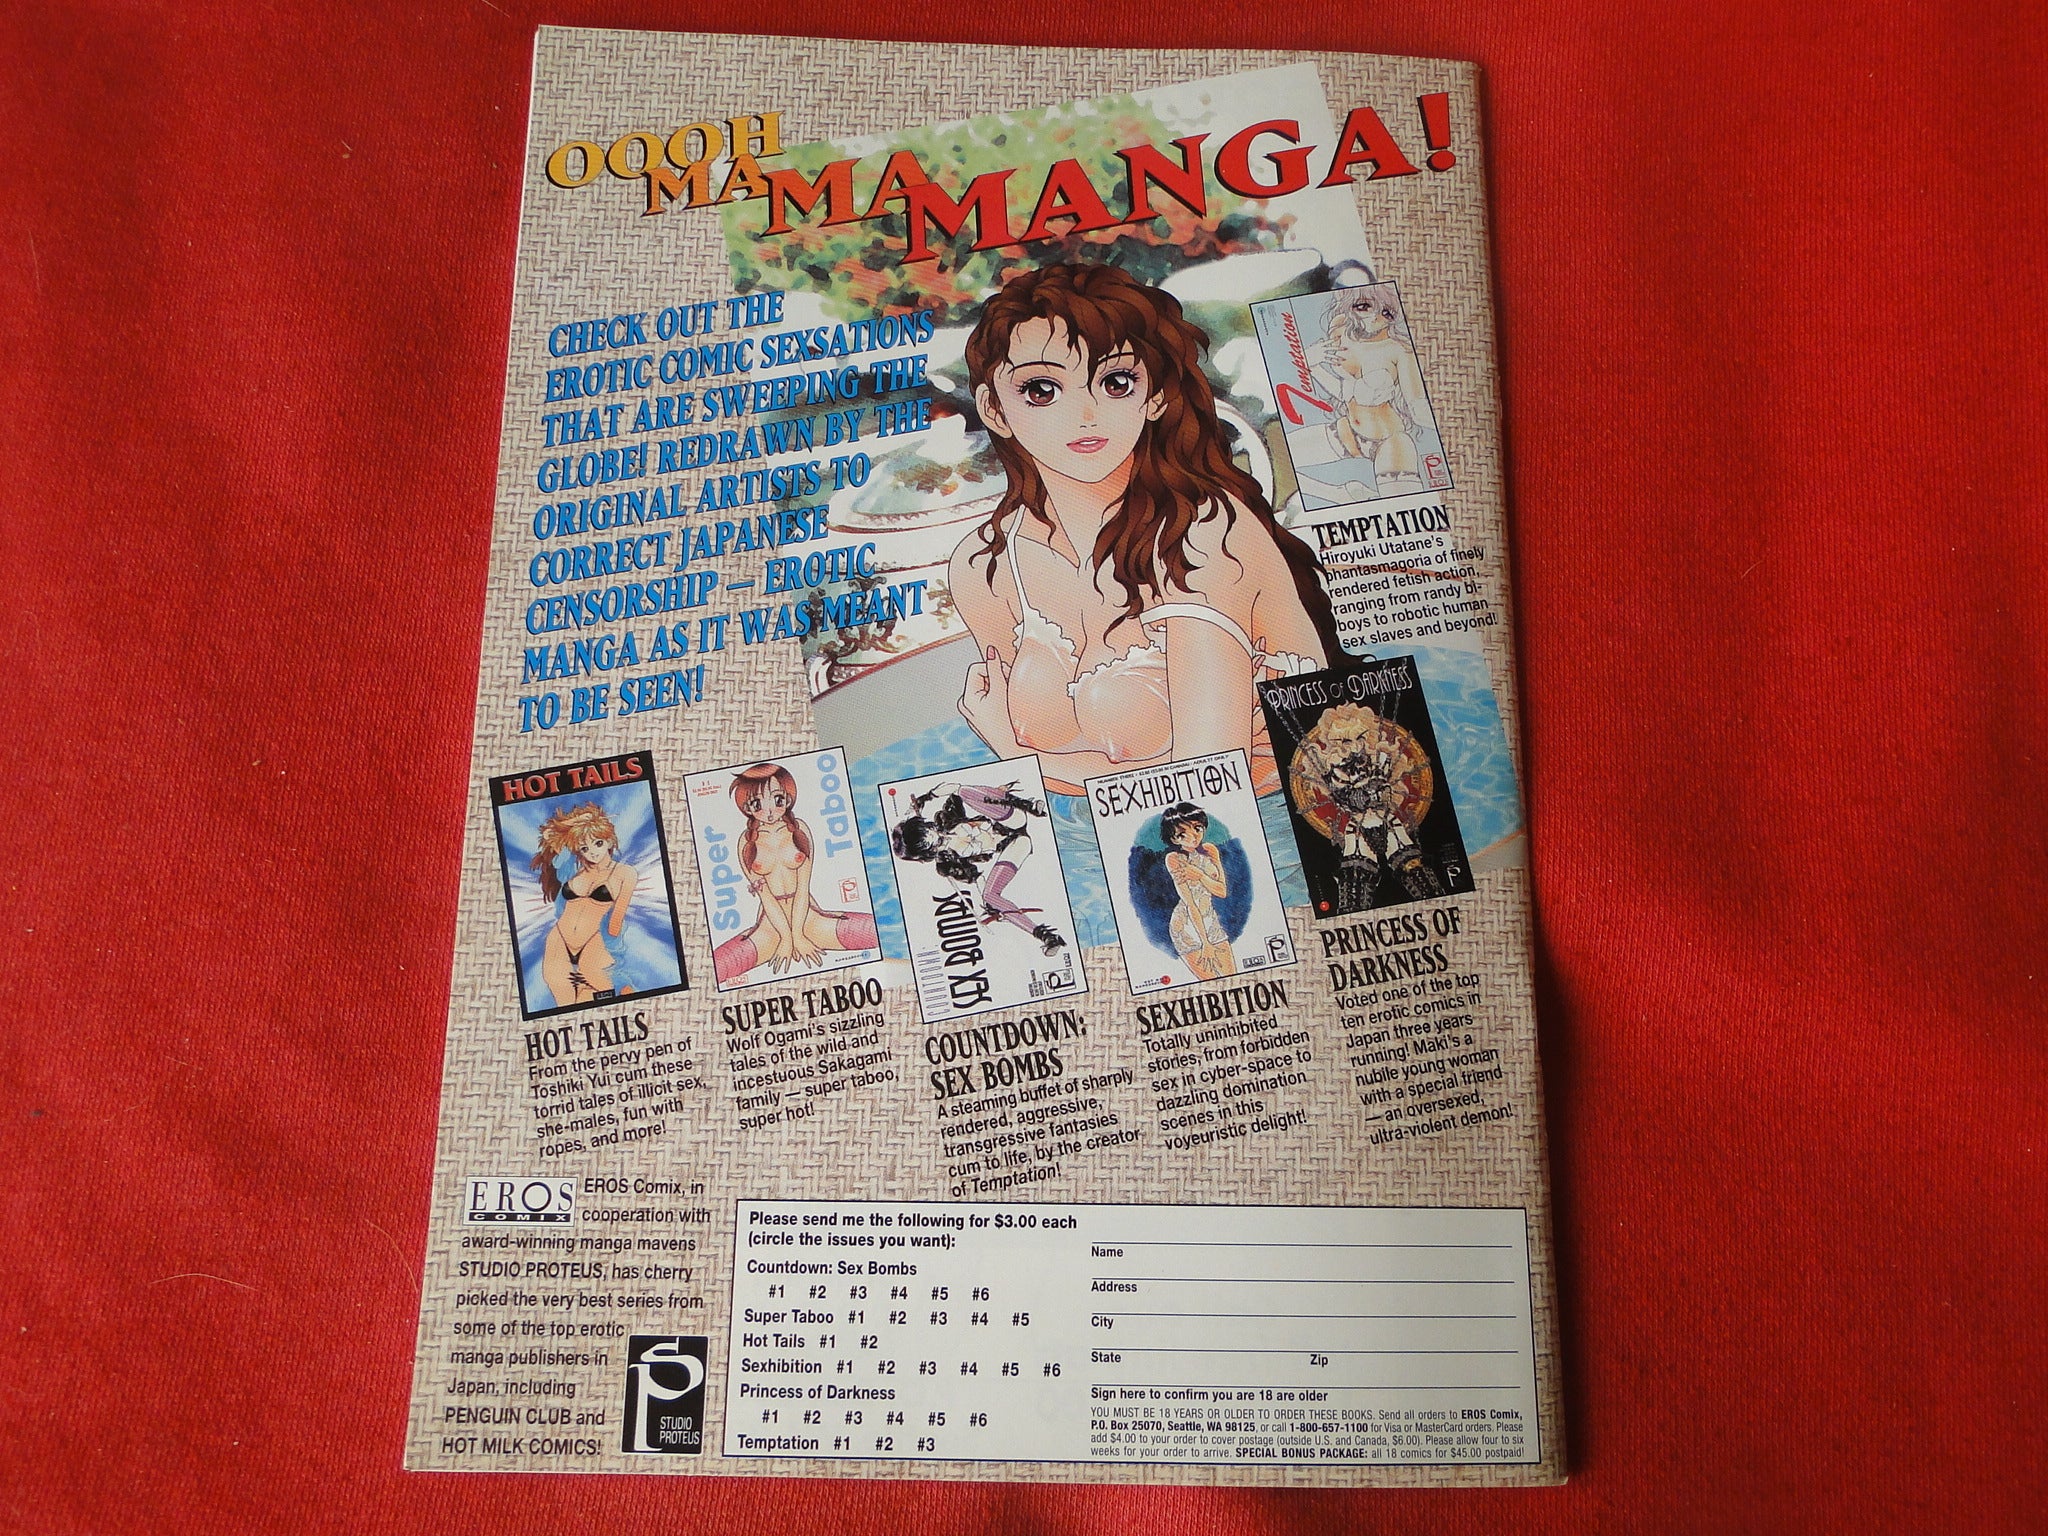 OOOH
MA MA MANGA!
CHECK OUT THE
EROTIC COMIC SEXSATIONS
THAT ARE SWEEPING THE
GLOBE! REDRAWN BY THE
ORIGINAL ARTISTS TO
CORRECT JAPANESE
CENSORSHIP — EROTIC
MANGA AS IT WAS MEANT
TO BE SEEN!
Temptation
TEMPTATION
Hiroyuki Utatane's
phantasmagoria of finely
rendered fetish action,
ranging from randy bi-
boys to robotic human
sex slaves and beyond!
HOT TAILS
HOT TAILS
From the pervy pen of
Toshiki Yui cum these
torrid tales of illicit sex,
she-males, fun with
ropes, and more!
Super Taboo
SUPER TABOO
Wolf Ogami's sizzling
tales of the wild and
incestuous Sakagami
family — super taboo,
super hot!
COUNTDOWN
SEX BOMBS
COUNTDOWN:
SEX BOMBS
A steaming buffet of sharply
rendered, aggressive,
transgressive fantasies
cum to life, by the creator
of Temptation!
SEXHIBITION
SEXHIBITION
Totally uninhibited
stories, from forbidden
sex in cyber-space to
dazzling domination
scenes in this
voyeuristic delight!
PRINCESS OF DARKNESS
PRINCESS OF
DARKNESS
Voted one of the top
ten erotic comics in
Japan three years
running! Maki's a
nubile young woman
with a special friend
— an oversexed,
ultra-violent demon!
EROS
COMIX
EROS Comix, in
cooperation with
award-winning manga mavens
STUDIO PROTEUS, has cherry
picked the very best series from
some of the top erotic
manga publishers in
Japan, including
PENGUIN CLUB and
HOT MILK COMICS!
STUDIO
PROTEUS
Please send me the following for $3.00 each
(circle the issues you want):
Countdown: Sex Bombs
#1 #2 #3 #4 #5 #6
Super Taboo #1 #2 #3 #4 #5
Hot Tails #1 #2
Sexhibition #1 #2 #3 #4 #5 #6
Princess of Darkness
#1 #2 #3 #4 #5 #6
Temptation #1 #2 #3
Name
Address
City
State Zip
Sign here to confirm you are 18 are older
YOU MUST BE 18 YEARS OR OLDER TO ORDER THESE BOOKS. Send all orders to EROS Comix,
P.O. Box 25070, Seattle, WA 98125, or call 1-800-657-1100 for Visa or MasterCard orders. Please
add $4.00 to your order to cover postage (outside U.S. and Canada, $6.00). Please allow four to six
weeks for your order to arrive. SPECIAL BONUS PACKAGE: all 18 comics for $45.00 postpaid!